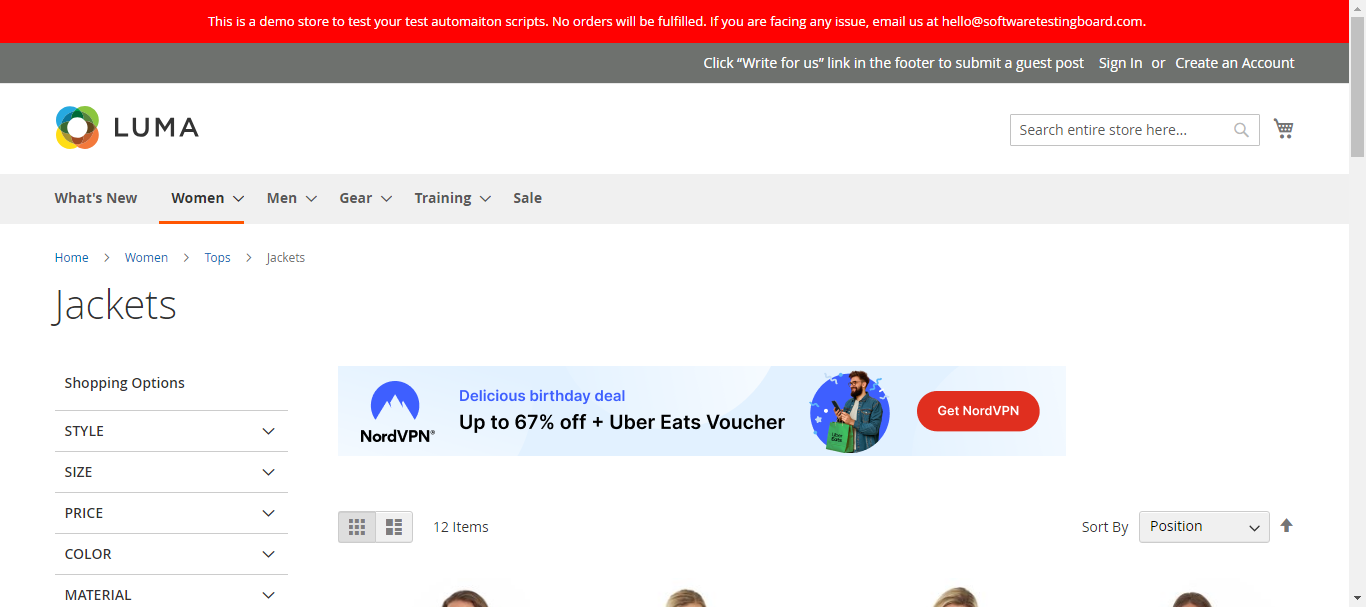 This is a demo store to test your test automaiton scripts. No orders will be fulfilled. If you are facing any issue, email us at hello@softwaretestingboard.com.
Click “Write for us” link in the footer to submit a guest post Sign In or Create an Account
LUMA
Search entire store here...
What's New Women Men Gear Training Sale
Home > Women > Tops > Jackets
Jackets
Shopping Options
STYLE
SIZE
PRICE
COLOR
MATERIAL
NordVPN®
Delicious birthday deal
Up to 67% off + Uber Eats Voucher
Uber Eats
Get NordVPN
12 Items
Sort By Position